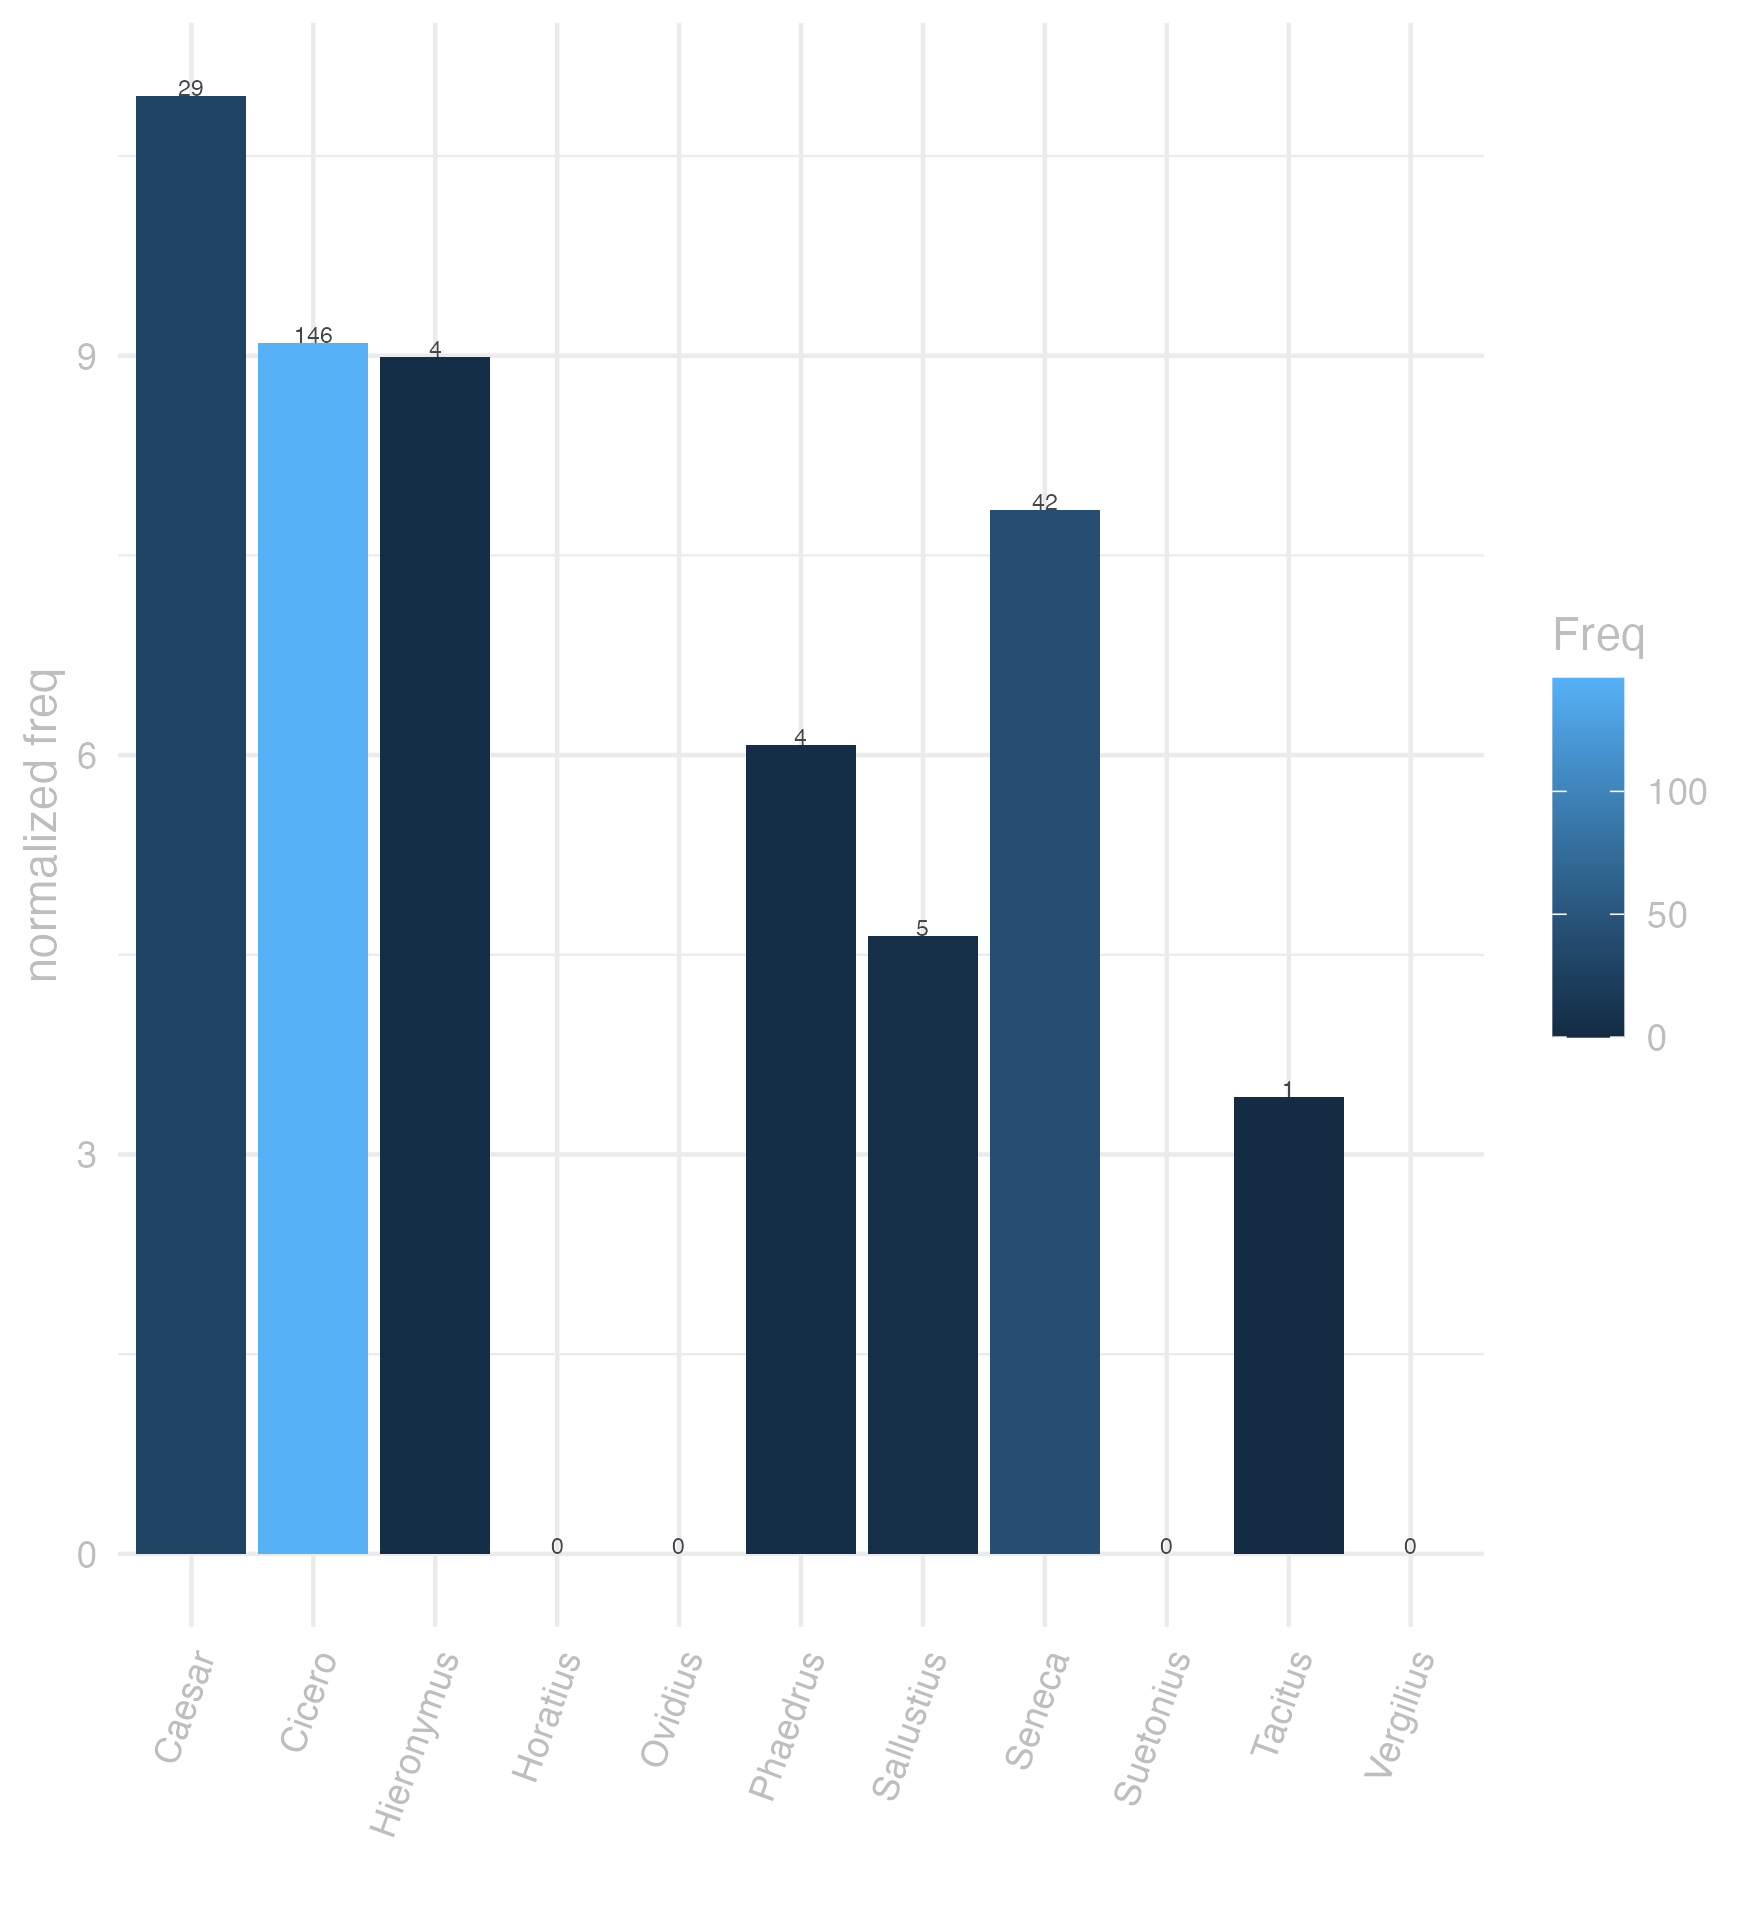 29
146
4
9
42
Freq
4
6
100
normalized freq
5
50
0
1
3
0
0
0
0
0
Caesar
Cicero
Hieronymus
Horatius
Ovidius
Phaedrus
Sallustius
Seneca
Suetonius
Tacitus
Vergilius